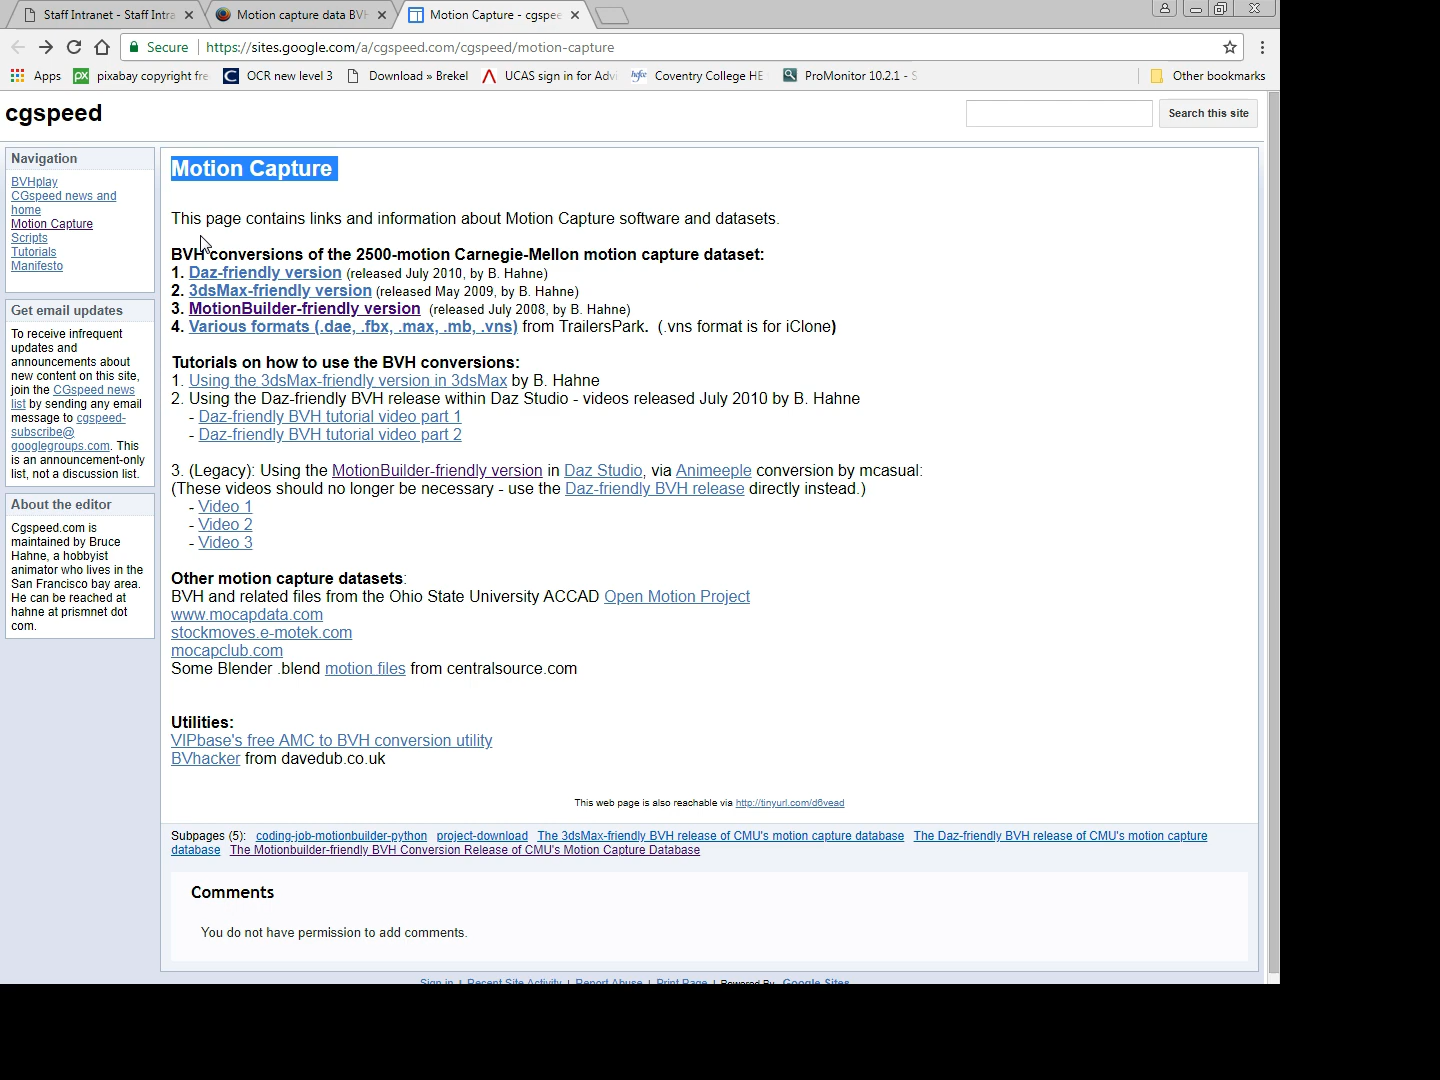 Staff Intranet - Staff Intra
Motion capture data BVH
Motion Capture - cgspee
Secure https://sites.google.com/a/cgspeed.com/cgspeed/motion-capture
Apps pixabay copyright fre OCR new level 3 Download » Brekel UCAS sign in for Advi hefce Coventry College HE ProMonitor 10.2.1 - S Other bookmarks
cgspeed
Search this site
Navigation
BVHplay
CGspeed news and
home
Motion Capture
Scripts
Tutorials
Manifesto
Get email updates
To receive infrequent
updates and
announcements about
new content on this site,
join the CGspeed news
list by sending any email
message to cgspeed-
subscribe@
googlegroups.com. This
is an announcement-only
list, not a discussion list.
About the editor
Cgspeed.com is
maintained by Bruce
Hahne, a hobbyist
animator who lives in the
San Francisco bay area.
He can be reached at
hahne at prismnet dot
com.
Motion Capture
This page contains links and information about Motion Capture software and datasets.
BVH conversions of the 2500-motion Carnegie-Mellon motion capture dataset:
1. Daz-friendly version (released July 2010, by B. Hahne)
2. 3dsMax-friendly version (released May 2009, by B. Hahne)
3. MotionBuilder-friendly version (released July 2008, by B. Hahne)
4. Various formats (.dae, .fbx, .max, .mb, .vns) from TrailersPark. (.vns format is for iClone)
Tutorials on how to use the BVH conversions:
1. Using the 3dsMax-friendly version in 3dsMax by B. Hahne
2. Using the Daz-friendly BVH release within Daz Studio - videos released July 2010 by B. Hahne
- Daz-friendly BVH tutorial video part 1
- Daz-friendly BVH tutorial video part 2
3. (Legacy): Using the MotionBuilder-friendly version in Daz Studio, via Animeeple conversion by mcasual:
(These videos should no longer be necessary - use the Daz-friendly BVH release directly instead.)
- Video 1
- Video 2
- Video 3
Other motion capture datasets:
BVH and related files from the Ohio State University ACCAD Open Motion Project
www.mocapdata.com
stockmoves.e-motek.com
mocapclub.com
Some Blender .blend motion files from centralsource.com
Utilities:
VIPbase's free AMC to BVH conversion utility
BVhacker from davedub.co.uk
This web page is also reachable via http://tinyurl.com/d6vead
Subpages (5): coding-job-motionbuilder-python project-download The 3dsMax-friendly BVH release of CMU's motion capture database The Daz-friendly BVH release of CMU's motion capture
database The Motionbuilder-friendly BVH Conversion Release of CMU's Motion Capture Database
Comments
You do not have permission to add comments.
Sign in | Recent Site Activity | Report Abuse | Print Page | Powered By Google Sites